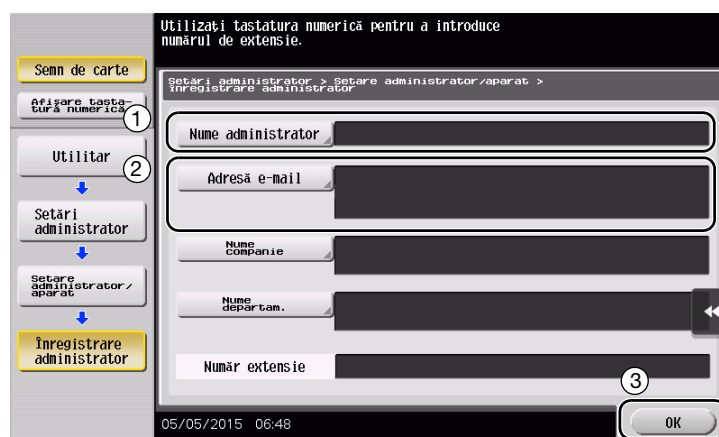 Utilizați tastatura numerică pentru a introduce
numărul de extensie.
Semn de carte
Afișare tasta-
tură numerică
Utilitar
Setări
administrator
Setare
administrator/
aparat
Înregistrare
administrator
Setări administrator > Setare administrator/aparat >
Înregistrare administrator
1
Nume administrator
2
Adresă e-mail
Nume
companie
Nume
departam.
Număr extensie
3
05/05/2015 06:48
OK